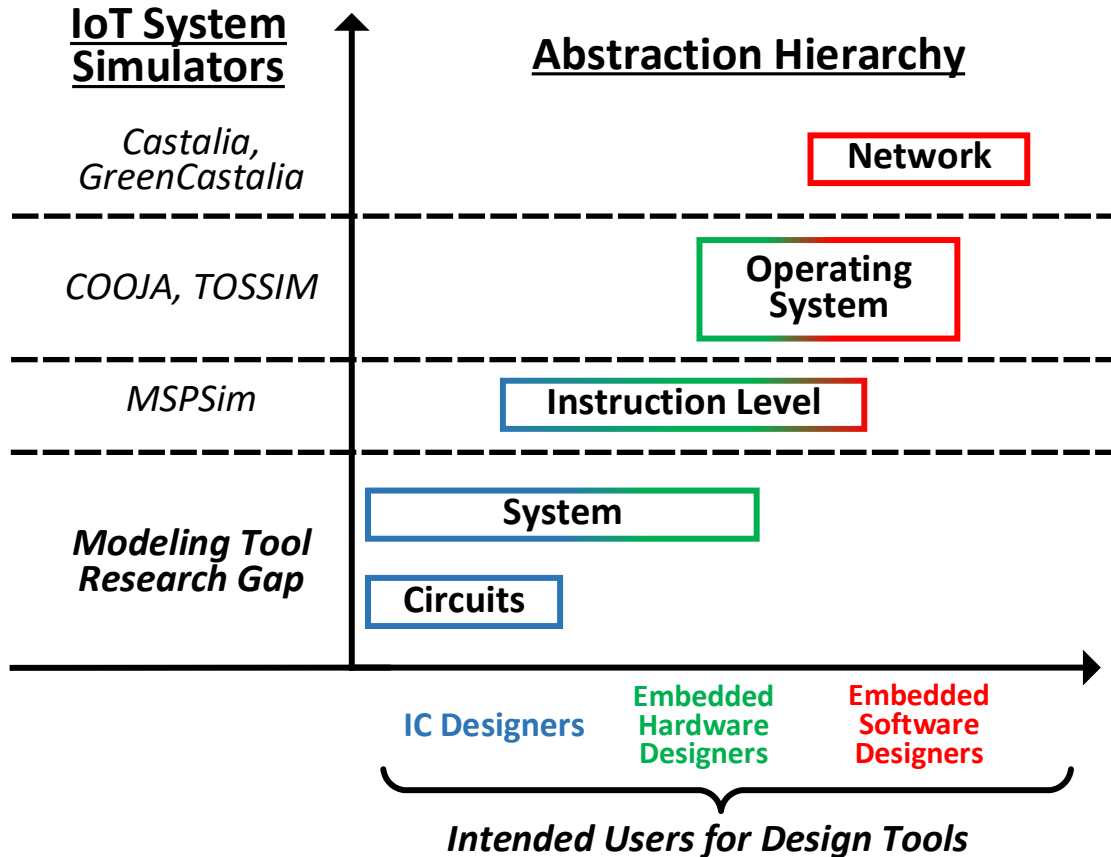 IoT System
Simulators
Abstraction Hierarchy
Castalia,
GreenCastalia
Network
COOJA, TOSSIM
Operating
System
MSPSim
Instruction Level
System
Modeling Tool
Research Gap
Circuits
IC Designers
Embedded
Hardware
Designers
Embedded
Software
Designers
Intended Users for Design Tools